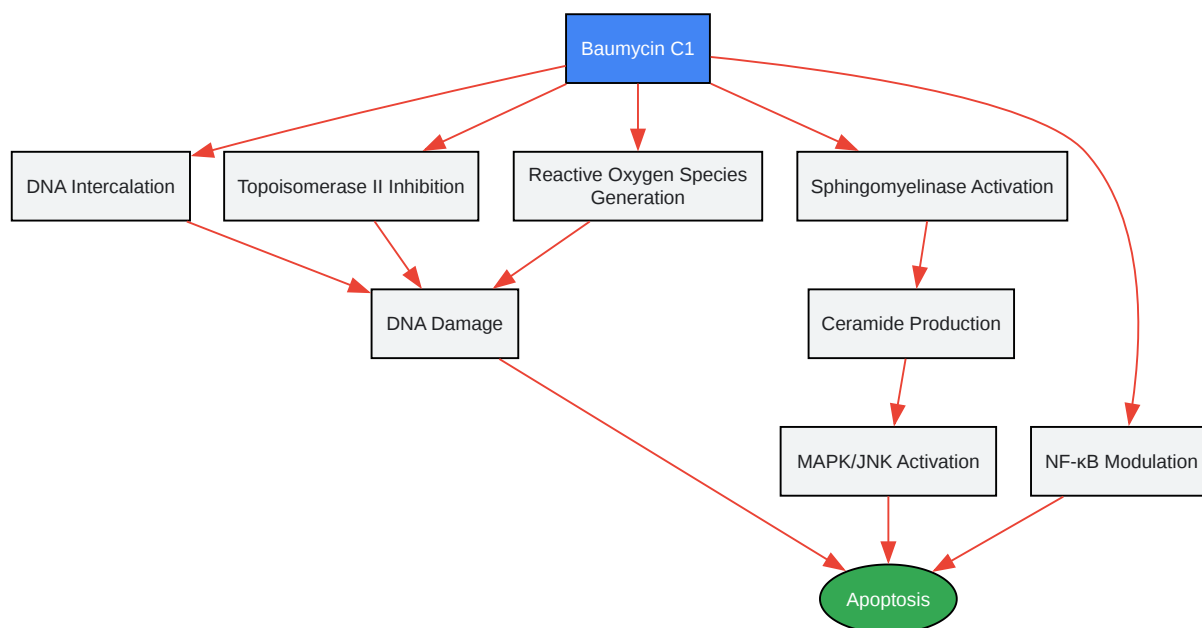 Baumycin C1
DNA Intercalation
Topoisomerase II Inhibition
Reactive Oxygen Species
Generation
Sphingomyelinase Activation
DNA Damage
Ceramide Production
MAPK/JNK Activation
NF-κB Modulation
Apoptosis